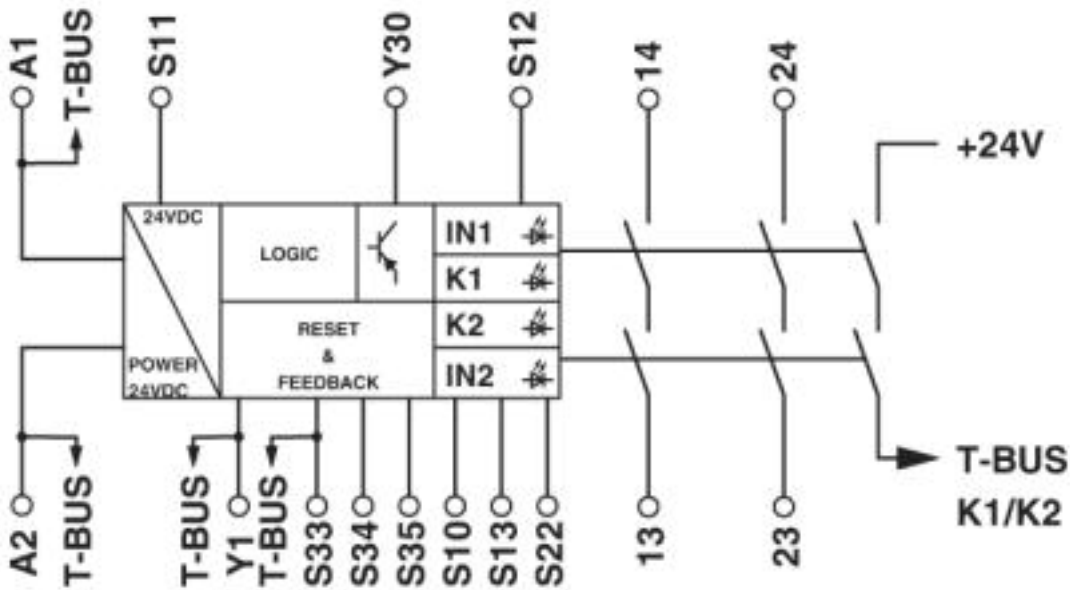 A1
T-BUS
S11
Y30
S12
14
24
+24V
24VDC
LOGIC
IN1
K1
RESET
&
FEEDBACK
K2
IN2
POWER
24VDC
T-BUS
K1/K2
A2
T-BUS
T-BUS
Y1
T-BUS
S33
S34
S35
S10
S13
S22
13
23